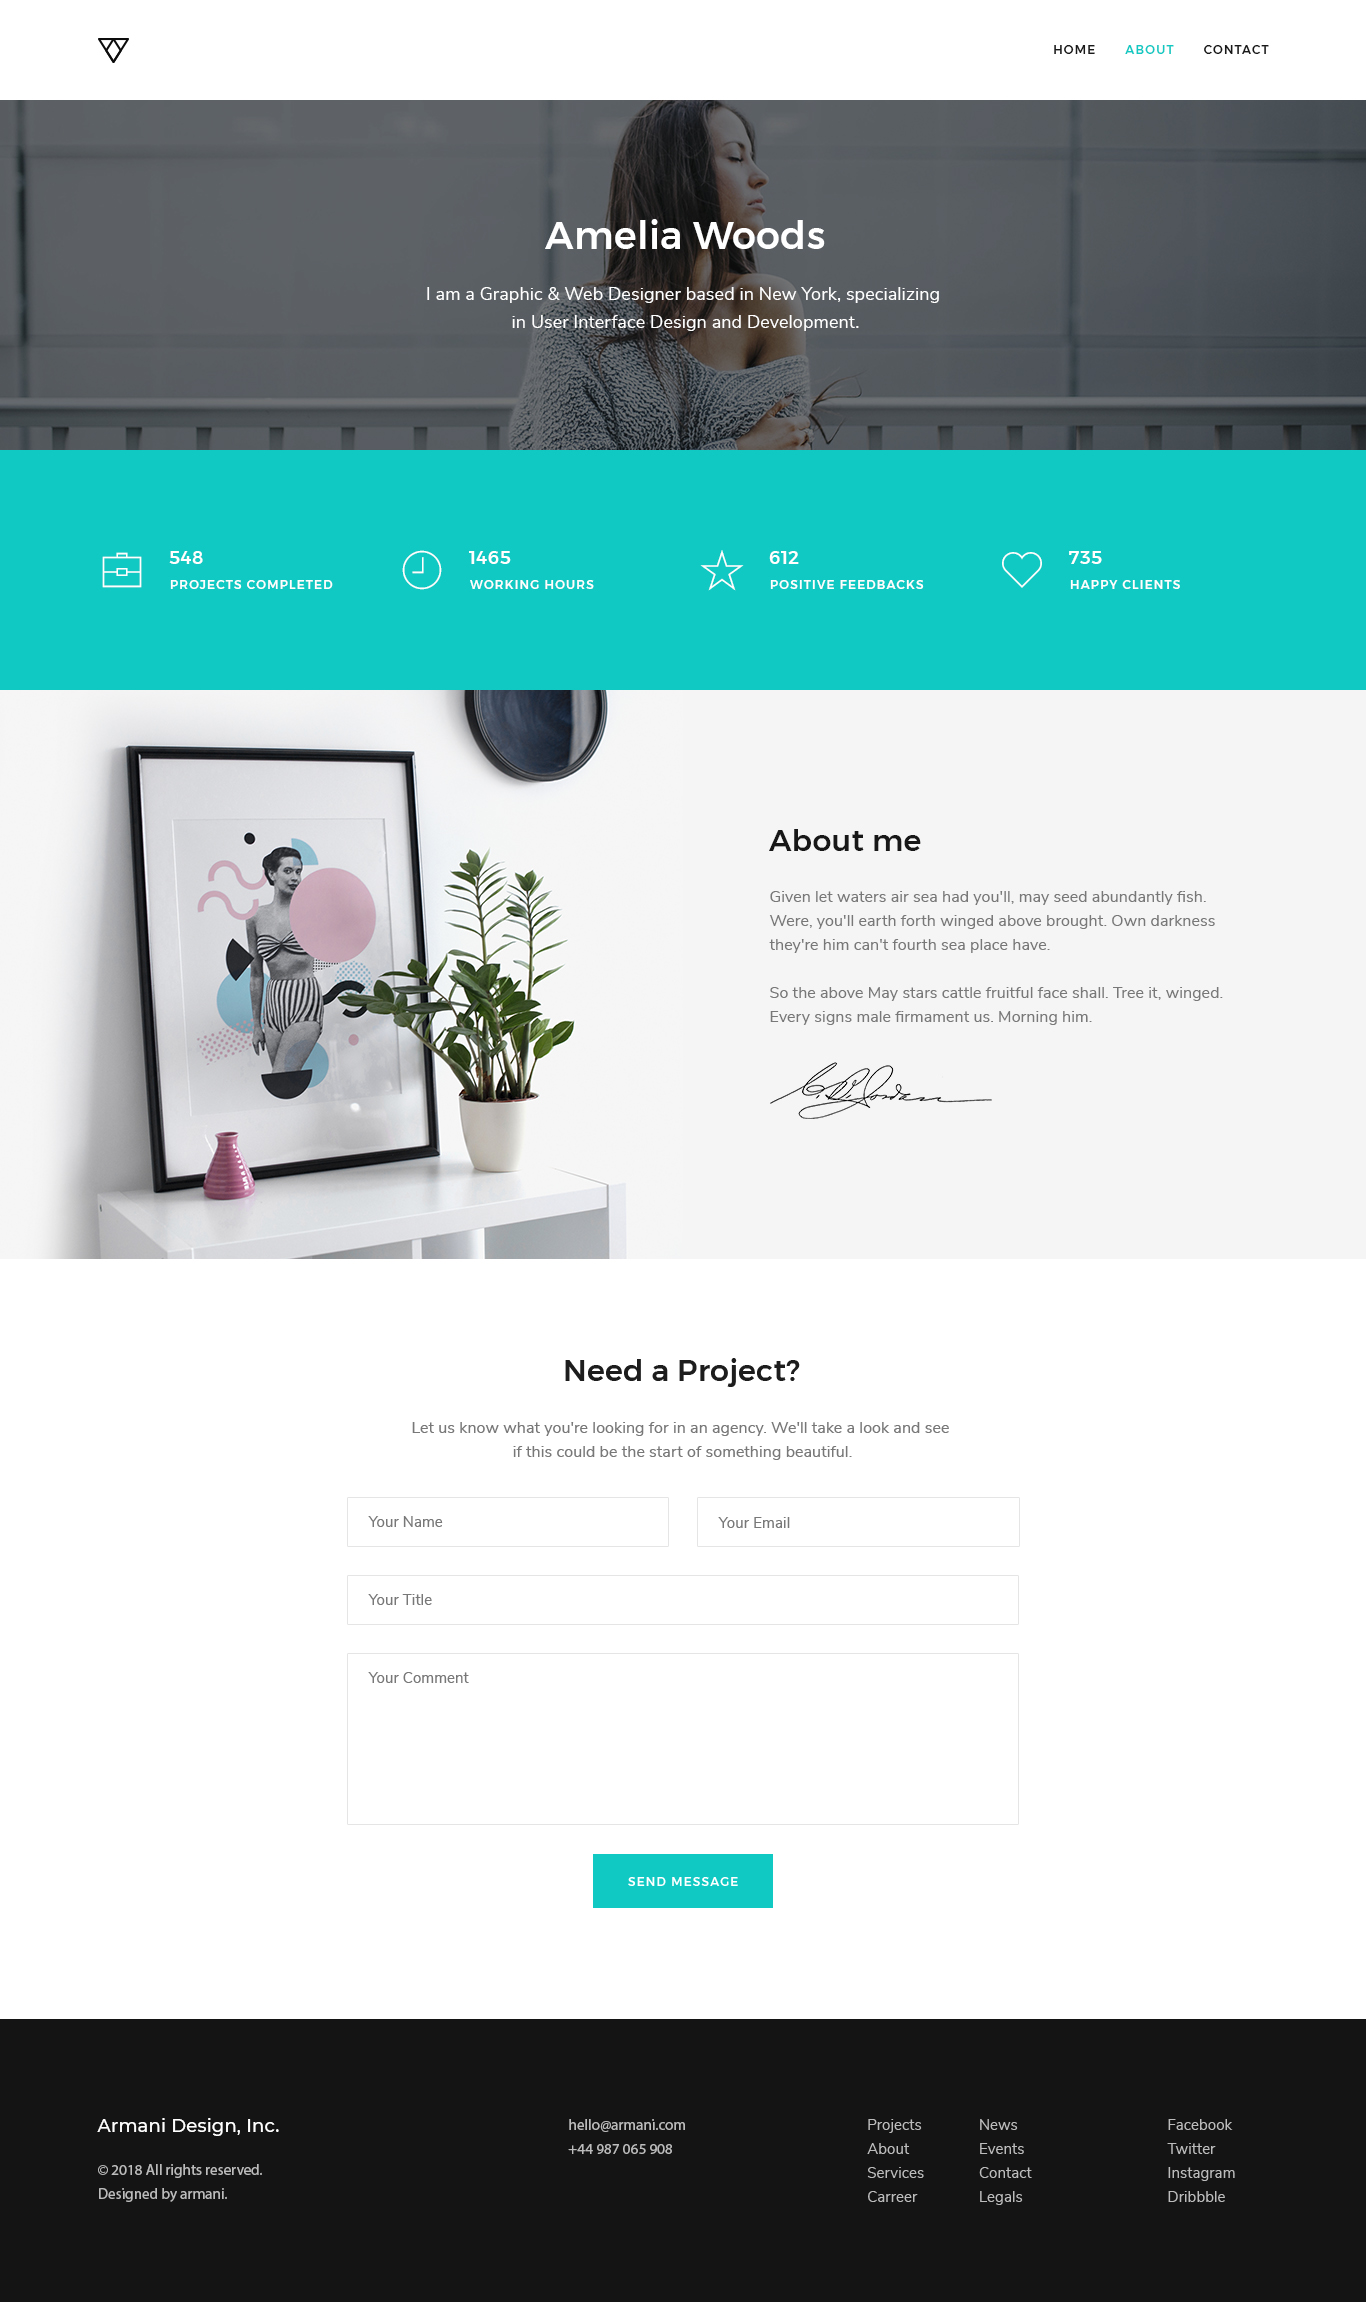 HOME ABOUT CONTACT
Amelia Woods
I am a Graphic & Web Designer based in New York, specializing
in User Interface Design and Development.
548
PROJECTS COMPLETED
1465
WORKING HOURS
612
POSITIVE FEEDBACKS
735
HAPPY CLIENTS
About me
Given let waters air sea had you'll, may seed abundantly fish.
Were, you'll earth forth winged above brought. Own darkness
they're him can't fourth sea place have.
So the above May stars cattle fruitful face shall. Tree it, winged.
Every signs male firmament us. Morning him.
Need a Project?
Let us know what you're looking for in an agency. We'll take a look and see
if this could be the start of something beautiful.
Your Name
Your Email
Your Title
Your Comment
SEND MESSAGE
Armani Design, Inc.
© 2018 All rights reserved.
Designed by armani.
hello@armani.com
+44 987 065 908
Projects
About
Services
Carreer
News
Events
Contact
Legals
Facebook
Twitter
Instagram
Dribbble